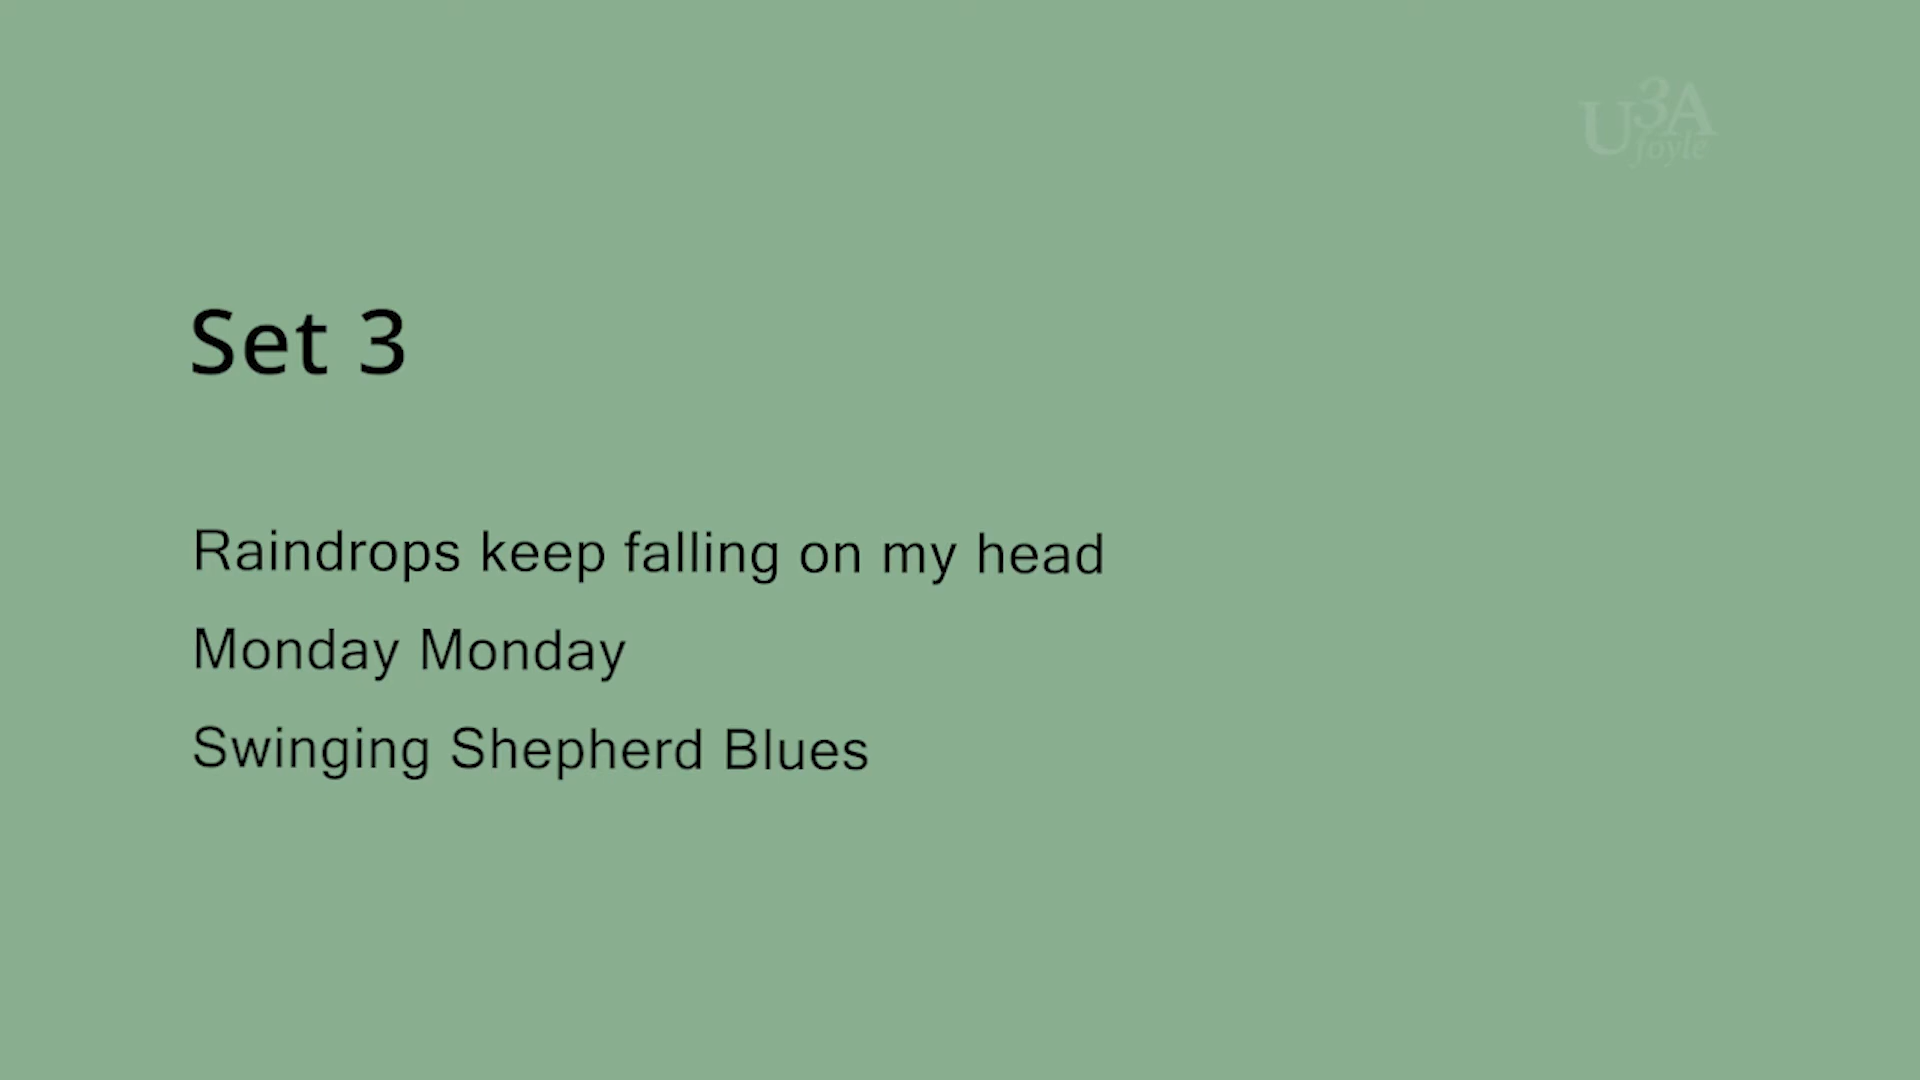 U3A
foyle
Set 3
Raindrops keep falling on my head
Monday Monday
Swinging Shepherd Blues